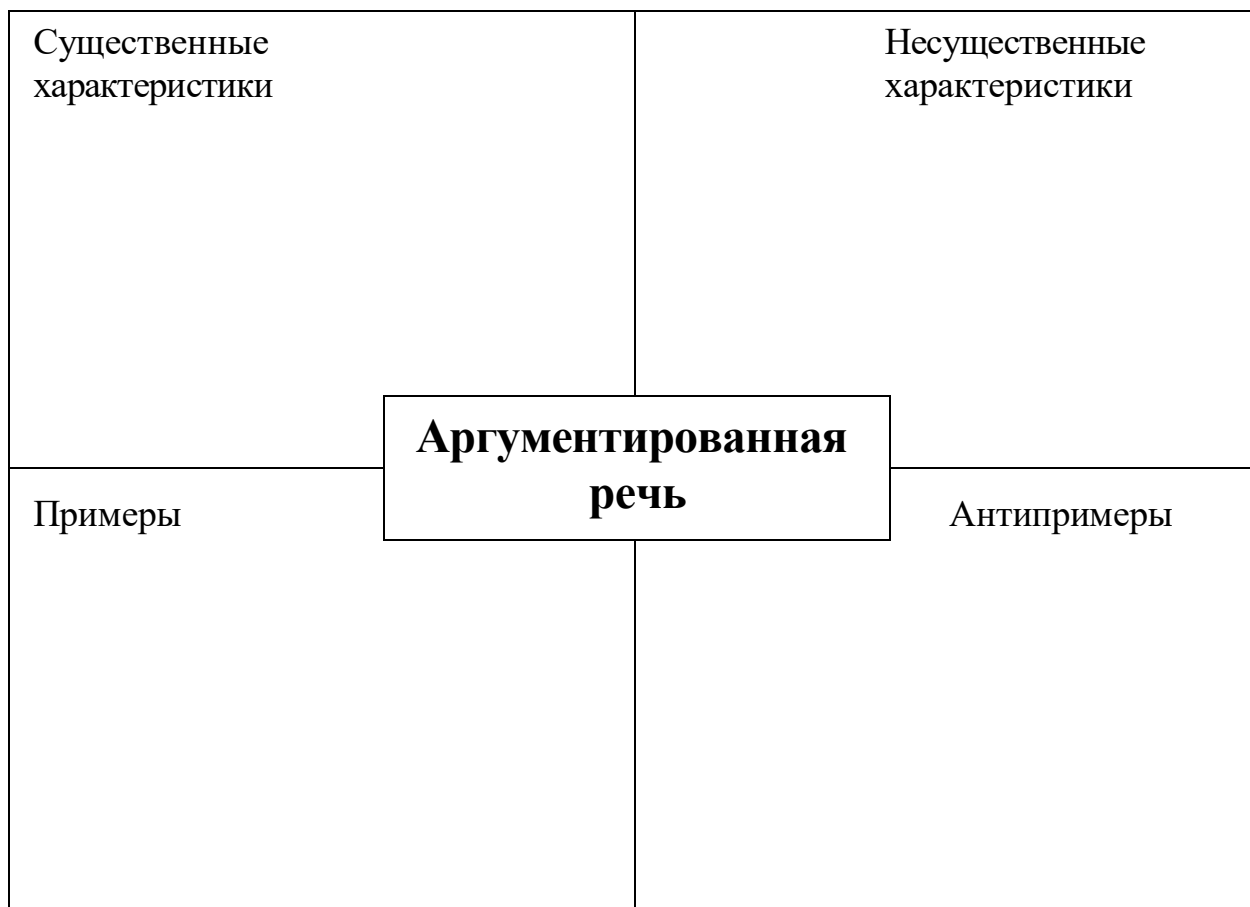 Существенные
характеристики
Несущественные
характеристики
Аргументированная
речь
Примеры
Антипримеры